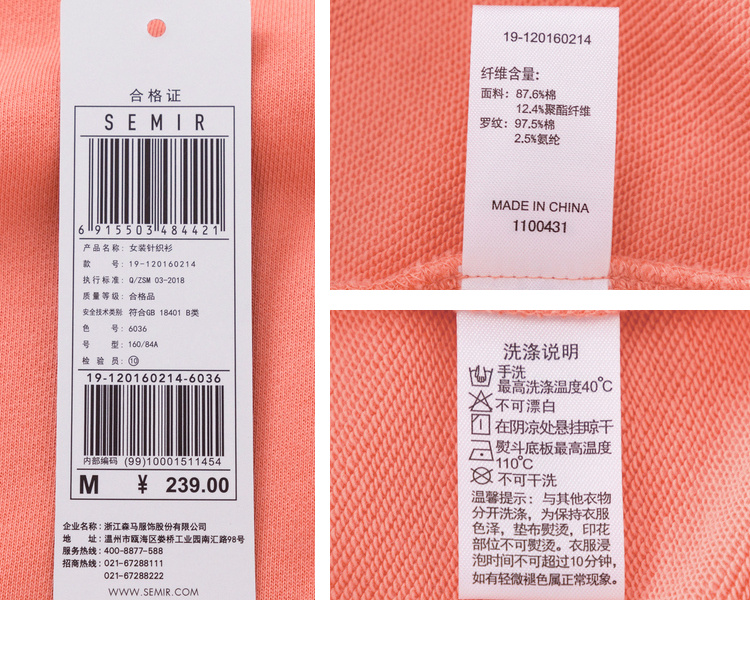 合格证
SEMIR
6 915503 484421
产品名称：女装针织衫
款 号：19-120160214
执行标准：Q/ZSM 03-2018
质量等级：合格品
安全技术类别：符合GB 18401 B类
色 号：6036
号 型：160/84A
检 验 员：⑩
19-120160214-6036
内部编码 (99)10001511454
M ¥ 239.00
企业名称：浙江森马服饰股份有限公司
地 址：温州市瓯海区娄桥工业园南汇路98号
服务热线：400-8877-588
招商热线：021-67288111
021-67288222
WWW.SEMIR.COM
19-120160214
纤维含量：
面料：87.6%棉
12.4%聚酯纤维
罗纹：97.5%棉
2.5%氨纶
MADE IN CHINA
1100431
洗涤说明
手洗
最高洗涤温度40℃
不可漂白
在阴凉处悬挂晾干
熨斗底板最高温度
110℃
不可干洗
温馨提示：与其他衣物
分开洗涤，为保持衣服
色泽，垫布熨烫，印花
部位不可熨烫。衣服浸
泡时间不可超过10分钟，
如有轻微褪色属正常现象。